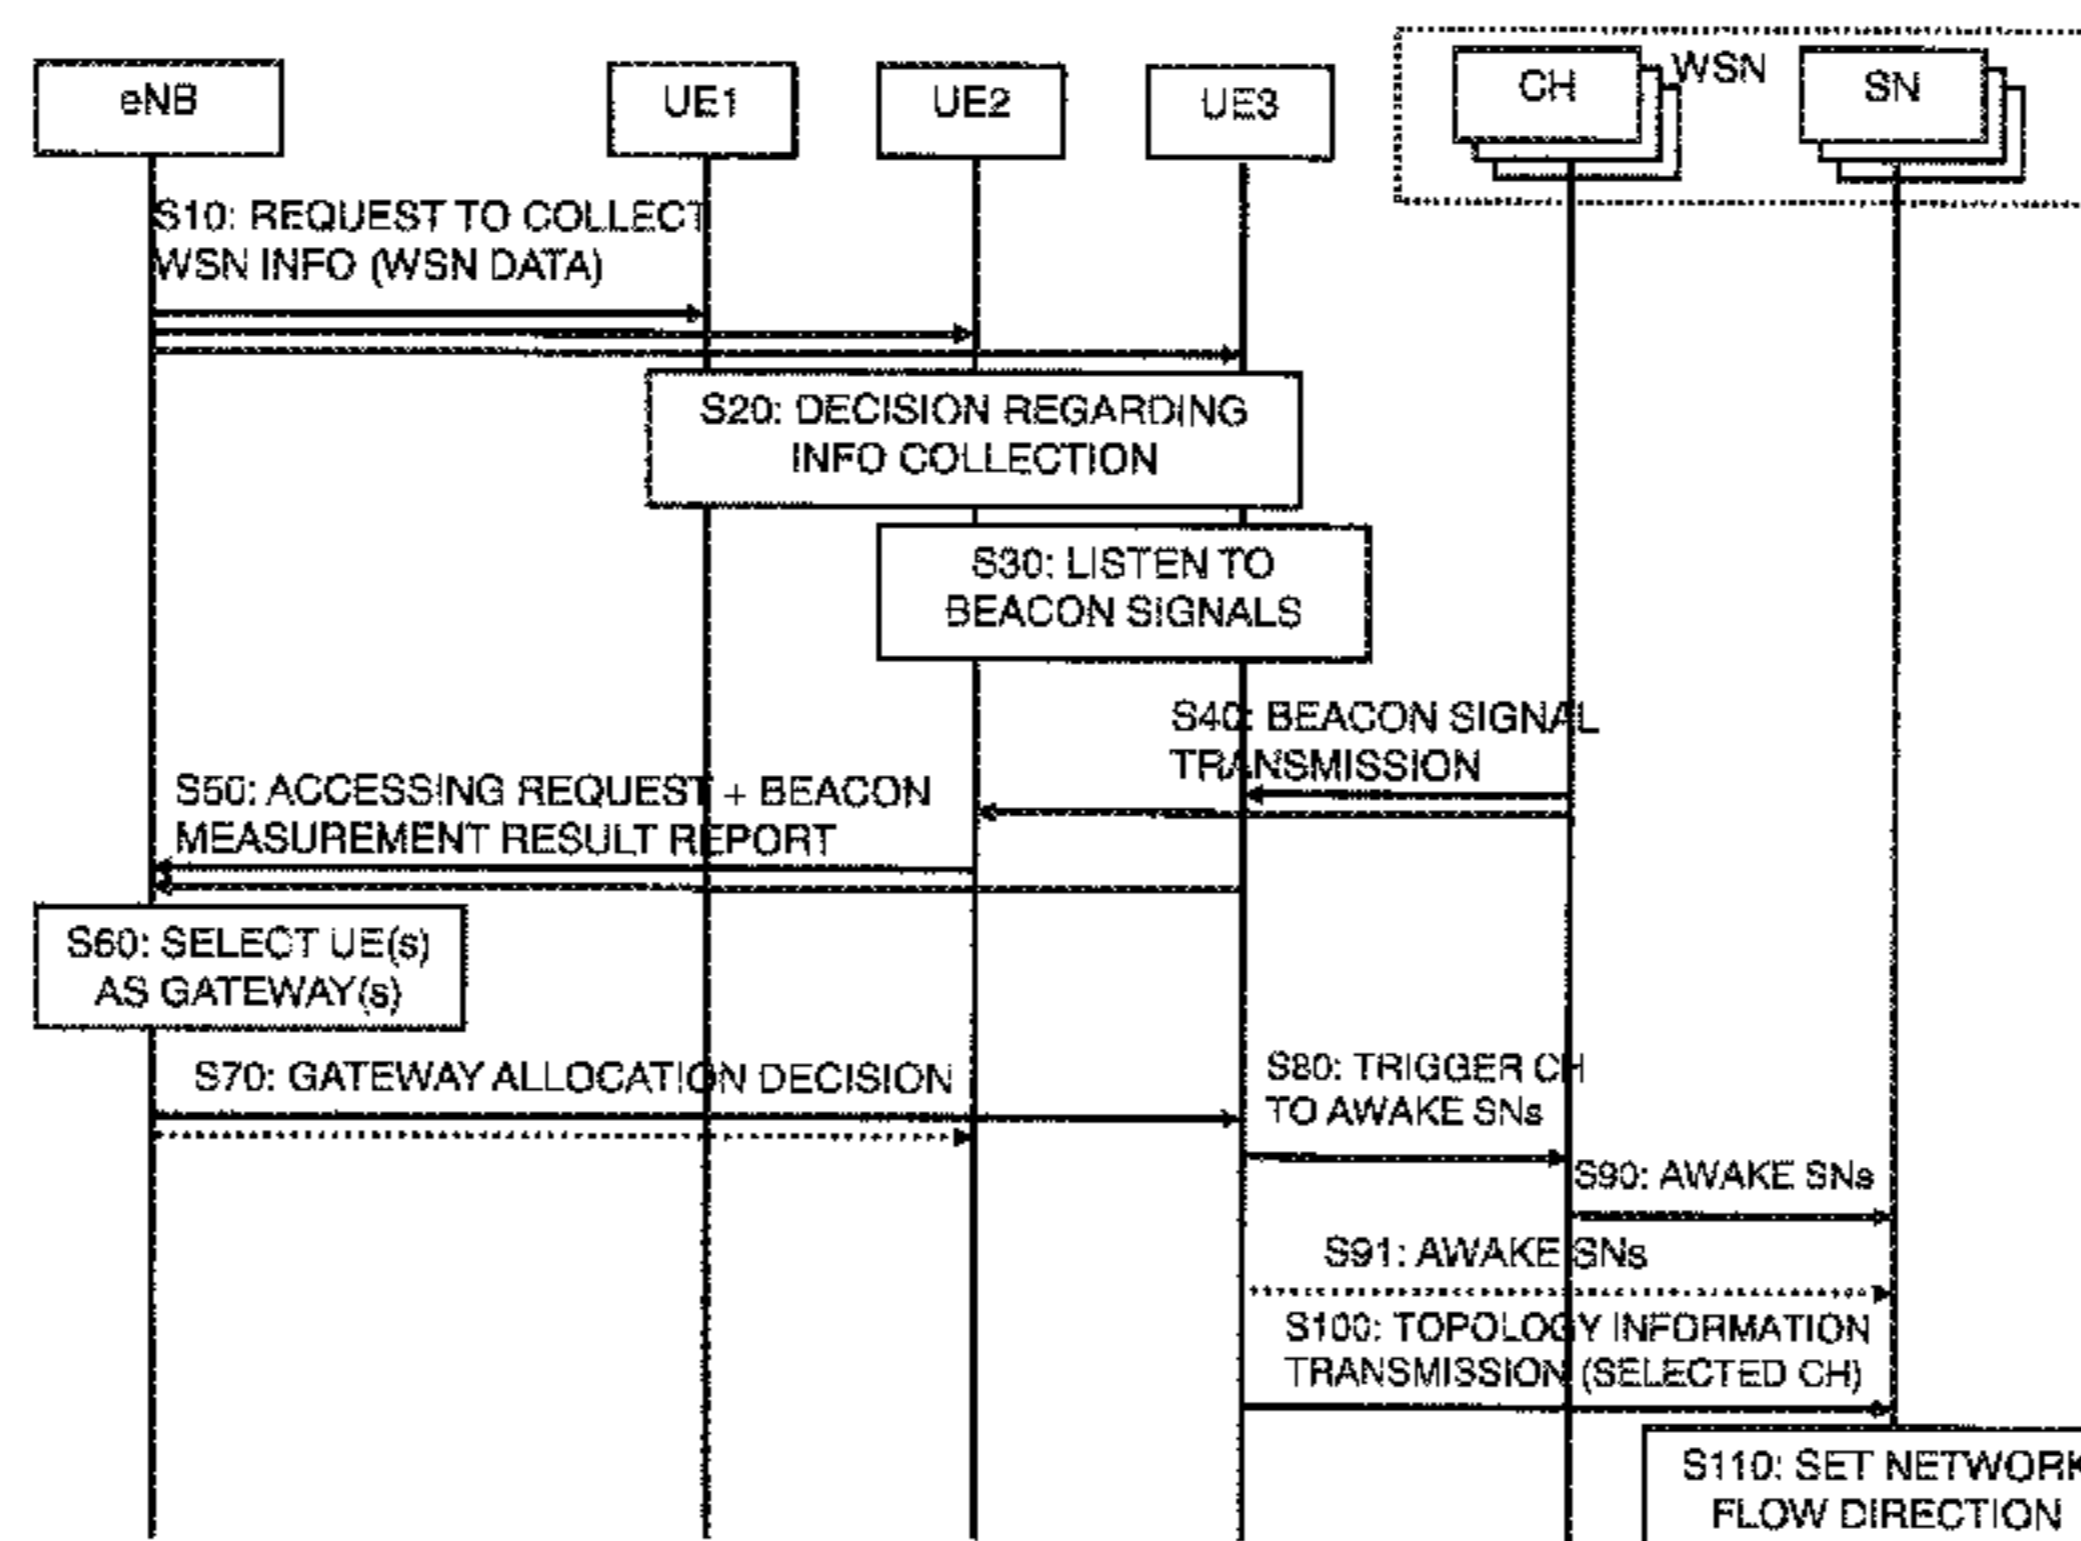 eNB
UE1
UE2
UE3
CH
WSN
SN
S10: REQUEST TO COLLECT
WSN INFO (WSN DATA)
S20: DECISION REGARDING
INFO COLLECTION
S30: LISTEN TO
BEACON SIGNALS
S40: BEACON SIGNAL
TRANSMISSION
S50: ACCESSING REQUEST + BEACON
MEASUREMENT RESULT REPORT
S60: SELECT UE(s)
AS GATEWAY(s)
S70: GATEWAY ALLOCATION DECISION
S80: TRIGGER CH
TO AWAKE SNs
S90: AWAKE SNs
S91: AWAKE SNs
S100: TOPOLOGY INFORMATION
TRANSMISSION (SELECTED CH)
S110: SET NETWORK
FLOW DIRECTION